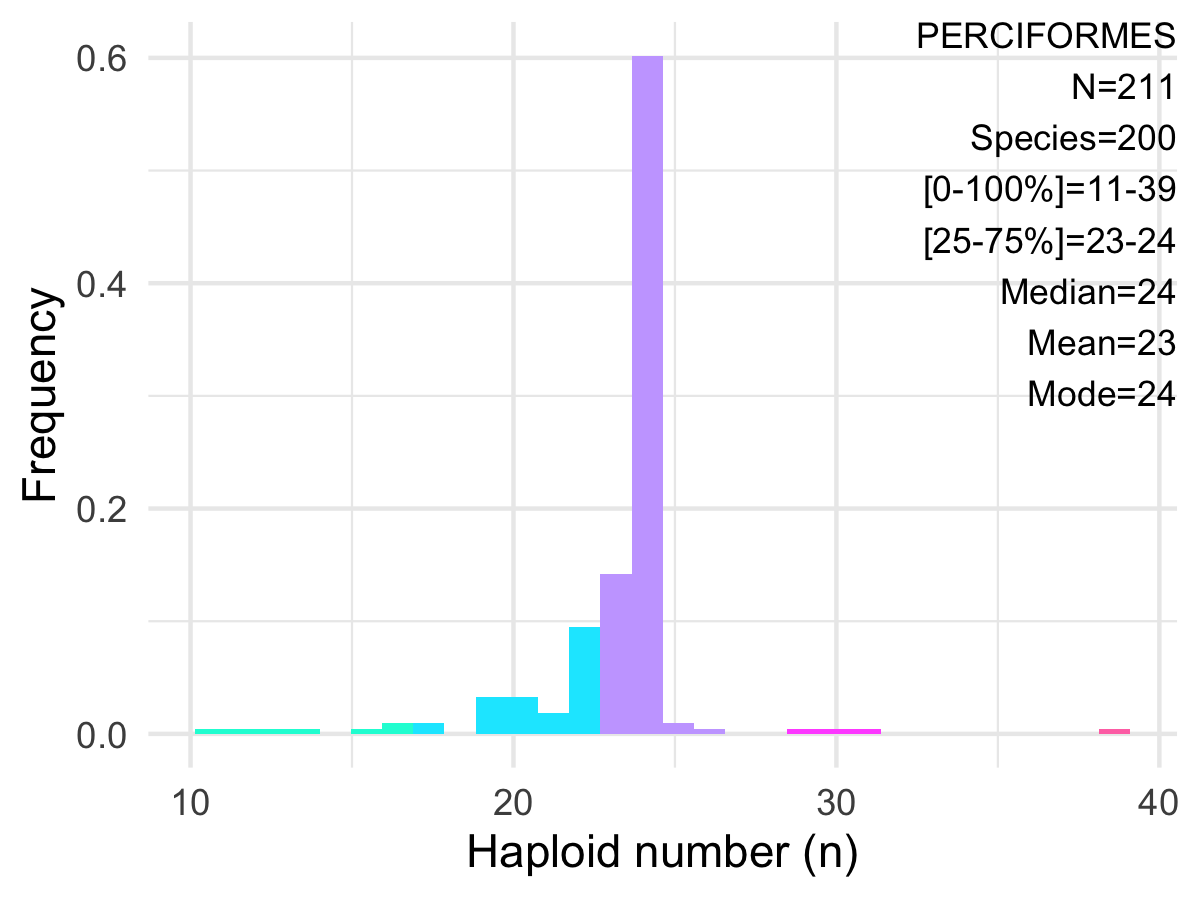 PERCIFORMES
N=211
Species=200
[0-100%]=11-39
[25-75%]=23-24
Median=24
Mean=23
Mode=24
Frequency
0.6
0.4
0.2
0.0
10 20 30 40
Haploid number (n)